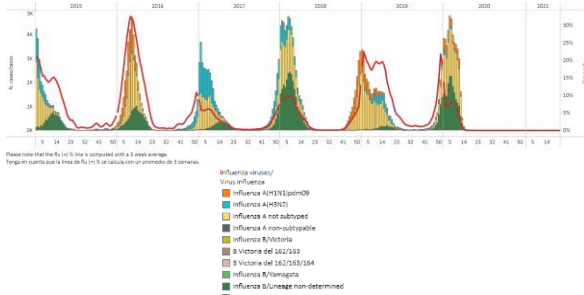 2015 2016 2017 2018 2019 2020 2021
5K
4K
3K
2K
1K
0K
30%
25%
20%
15%
10%
5%
0%
5 14 23 32 41 50 5 14 23 32 41 50 5 14 23 32 41 50 5 14 23 32 41 50 5 14 23 32 41 50 5 14 23 32 41 50 5 14
Please note that the flu (+) % line is computed with a 3 week average.
Tenga en cuenta que la linea de flu (+) % se calcula con un promedio de 3 semanas.
Influenza viruses/
Virus influenza
Influenza A(H1N1)pdm09
Influenza A(H3N2)
Influenza A not subtyped
Influenza A non-subtypable
Influenza B/Victoria
B Victoria del 162/163
B Victoria del 162/163/164
Influenza B/Yamagata
Influenza B/Lineage non-determined